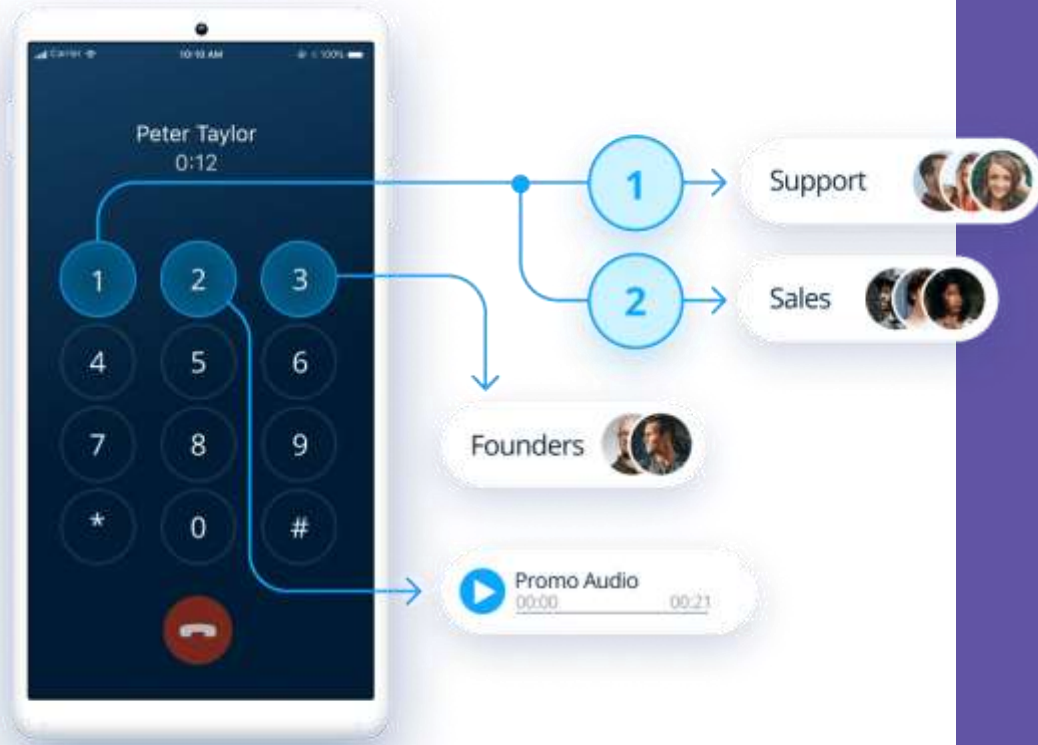 Carrier 10:10 AM 100%
Peter Taylor
0:12
1 2 3
4 5 6
7 8 9
* 0 #
1
Support
2
Sales
Founders
Promo Audio
00:00 00:21